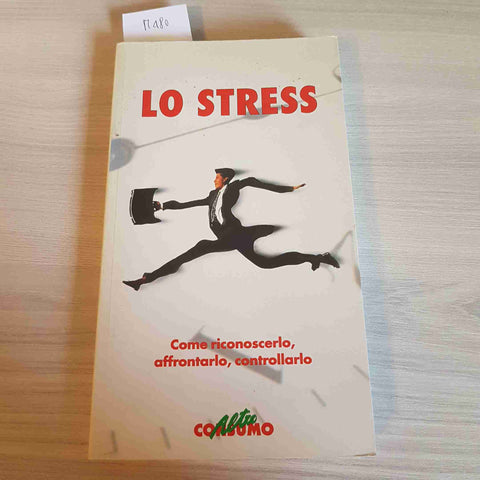 LO STRESS
Come riconoscerlo,
affrontarlo, controllarlo
Altro
CONSUMO